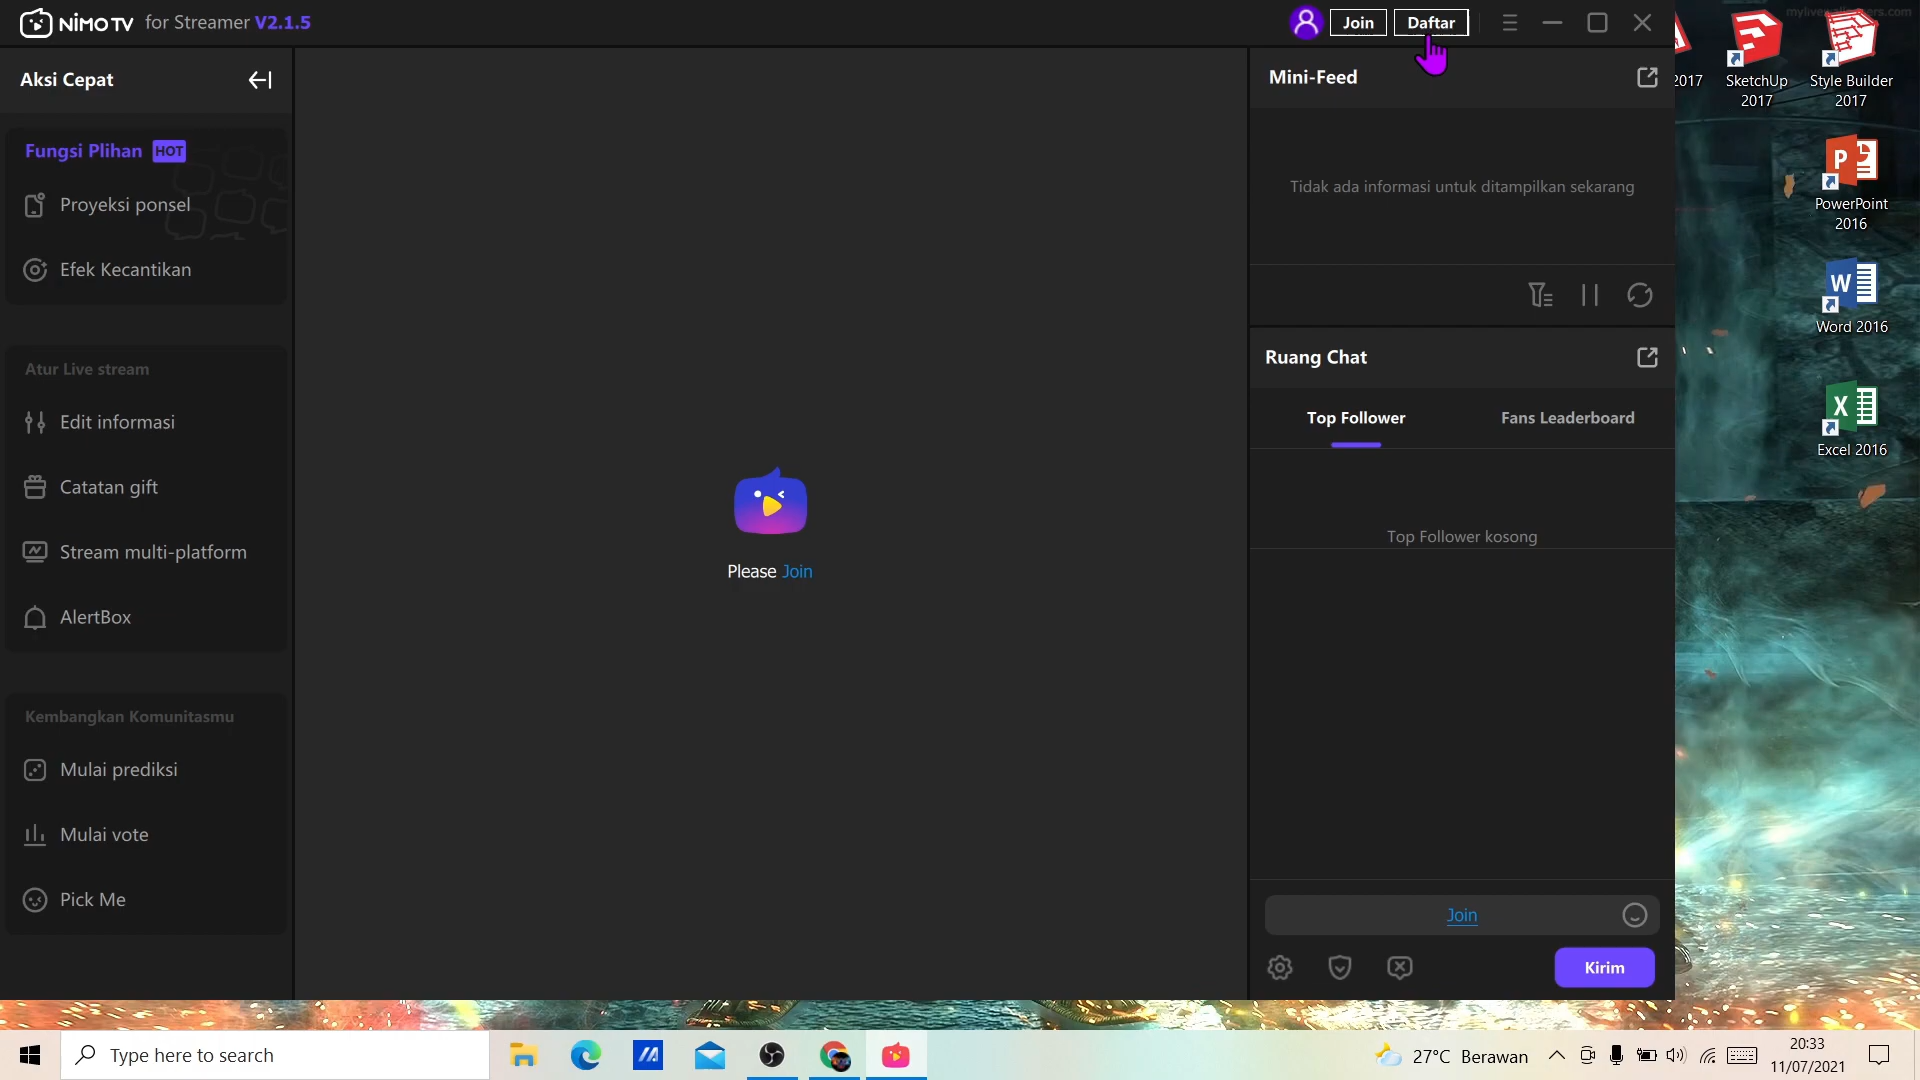 NiMO TV for Streamer V2.1.5
Join
Daftar
Aksi Cepat
Fungsi Plihan HOT
Proyeksi ponsel
Efek Kecantikan
Atur Live stream
Edit informasi
Catatan gift
Stream multi-platform
AlertBox
Kembangkan Komunitasmu
Mulai prediksi
Mulai vote
Pick Me
Please Join
Mini-Feed
Tidak ada informasi untuk ditampilkan sekarang
Ruang Chat
Top Follower
Fans Leaderboard
Top Follower kosong
Join
Kirim
2017
SketchUp
2017
Style Builder
2017
PowerPoint
2016
Word 2016
Excel 2016
Type here to search
27°C Berawan
20:33
11/07/2021